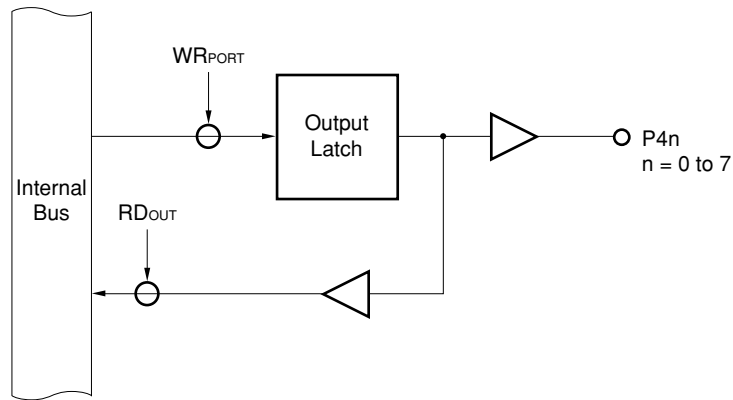 WRPORT
Output
Latch
P4n
n = 0 to 7
Internal
Bus
RDOUT